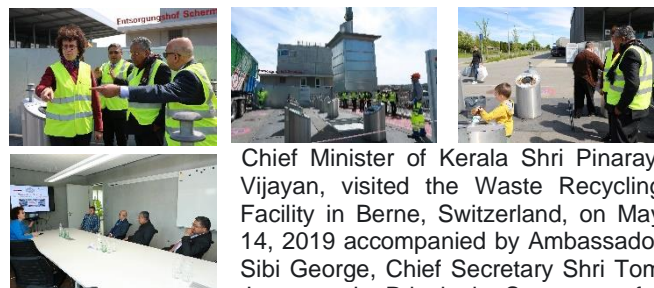 Entsorgungshof Scherm
Chief Minister of Kerala Shri Pinaray
Vijayan, visited the Waste Recycling
Facility in Berne, Switzerland, on May
14, 2019 accompanied by Ambassado
Sibi George, Chief Secretary Shri Tom